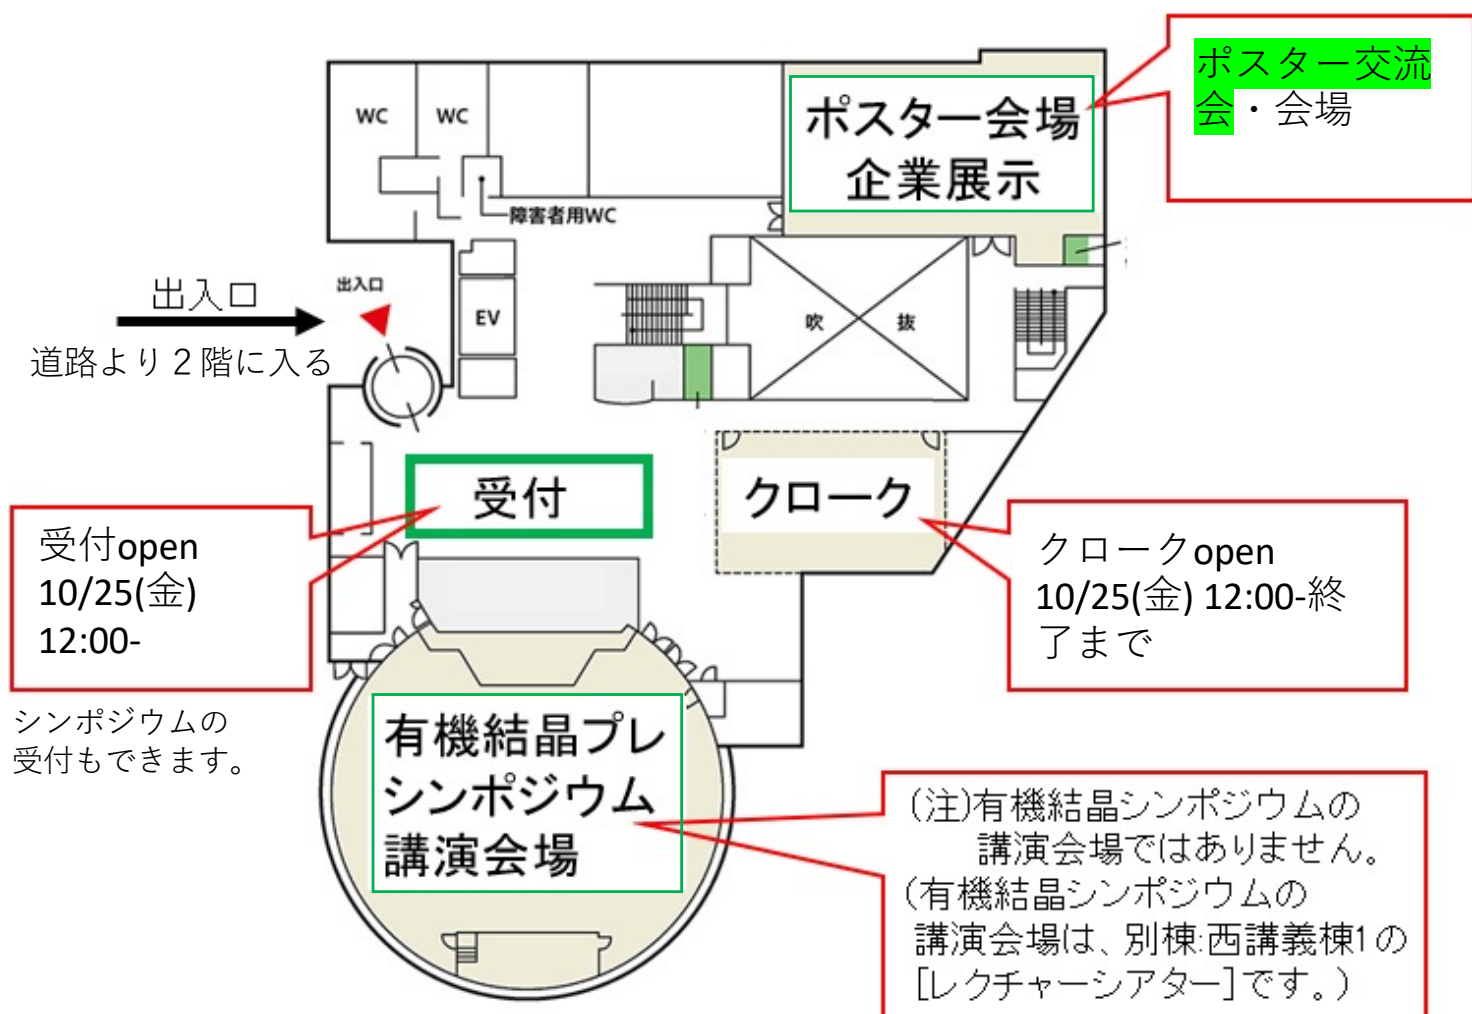 ポスター交流
会・会場
WC
WC
ポスター会場
企業展示
障害者用WC
出入口
出入口
道路より２階に入る
EV
吹
抜
受付
クローク
受付open
10/25(金)
12:00-
クロークopen
10/25(金) 12:00-終
了まで
シンポジウムの
受付もできます。
有機結晶プレ
シンポジウム
講演会場
(注)有機結晶シンポジウムの
講演会場ではありません。
(有機結晶シンポジウムの
講演会場は、別棟:西講義棟1の
[レクチャーシアター]です。)